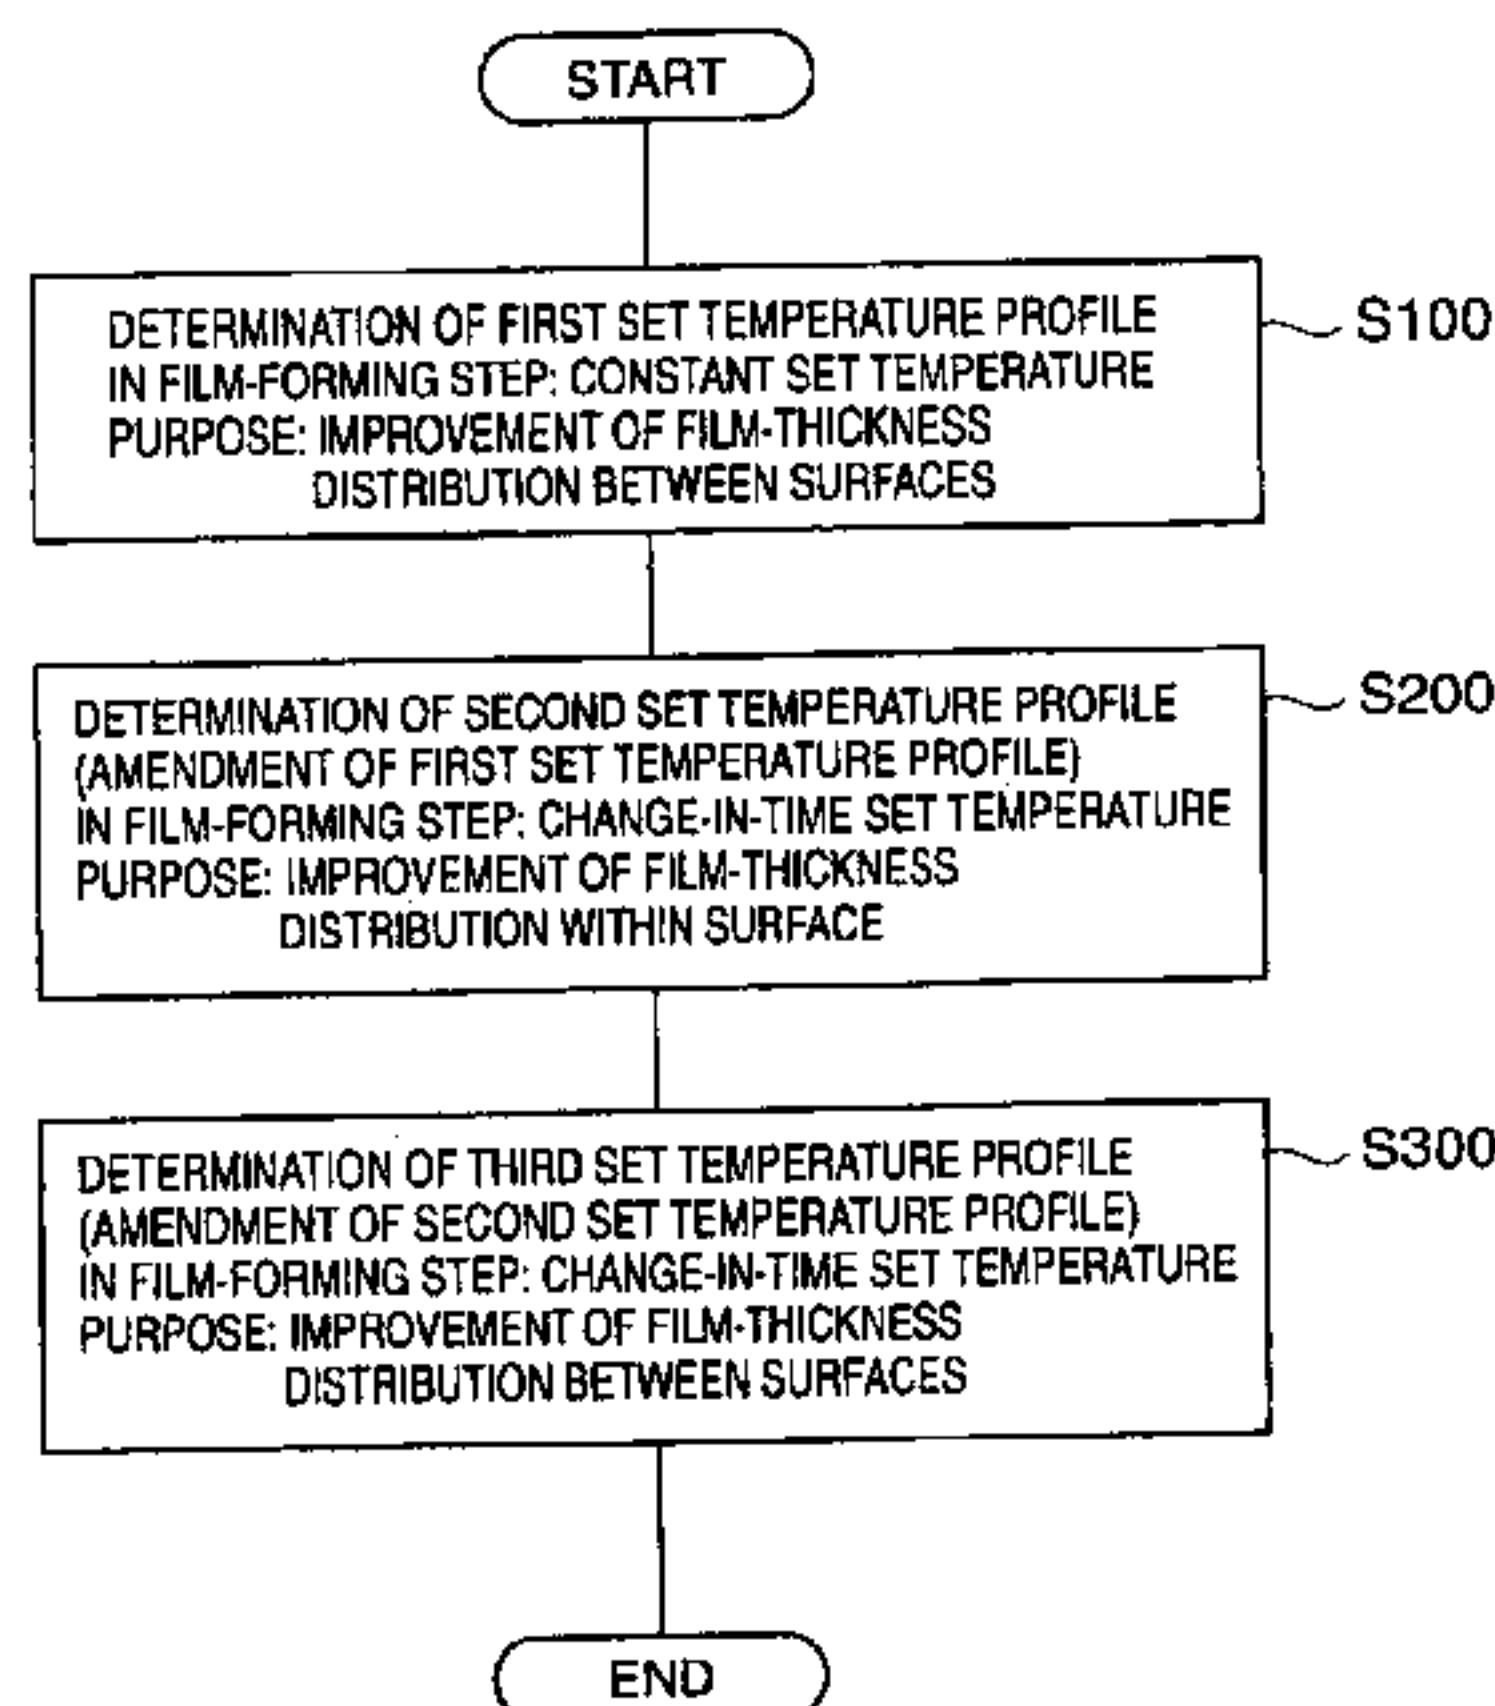 START
DETERMINATION OF FIRST SET TEMPERATURE PROFILE
IN FILM-FORMING STEP: CONSTANT SET TEMPERATURE
PURPOSE: IMPROVEMENT OF FILM-THICKNESS
DISTRIBUTION BETWEEN SURFACES
S100
DETERMINATION OF SECOND SET TEMPERATURE PROFILE
(AMENDMENT OF FIRST SET TEMPERATURE PROFILE)
IN FILM-FORMING STEP: CHANGE-IN-TIME SET TEMPERATURE
PURPOSE: IMPROVEMENT OF FILM-THICKNESS
DISTRIBUTION WITHIN SURFACE
S200
DETERMINATION OF THIRD SET TEMPERATURE PROFILE
(AMENDMENT OF SECOND SET TEMPERATURE PROFILE)
IN FILM-FORMING STEP: CHANGE-IN-TIME SET TEMPERATURE
PURPOSE: IMPROVEMENT OF FILM-THICKNESS
DISTRIBUTION BETWEEN SURFACES
S300
END